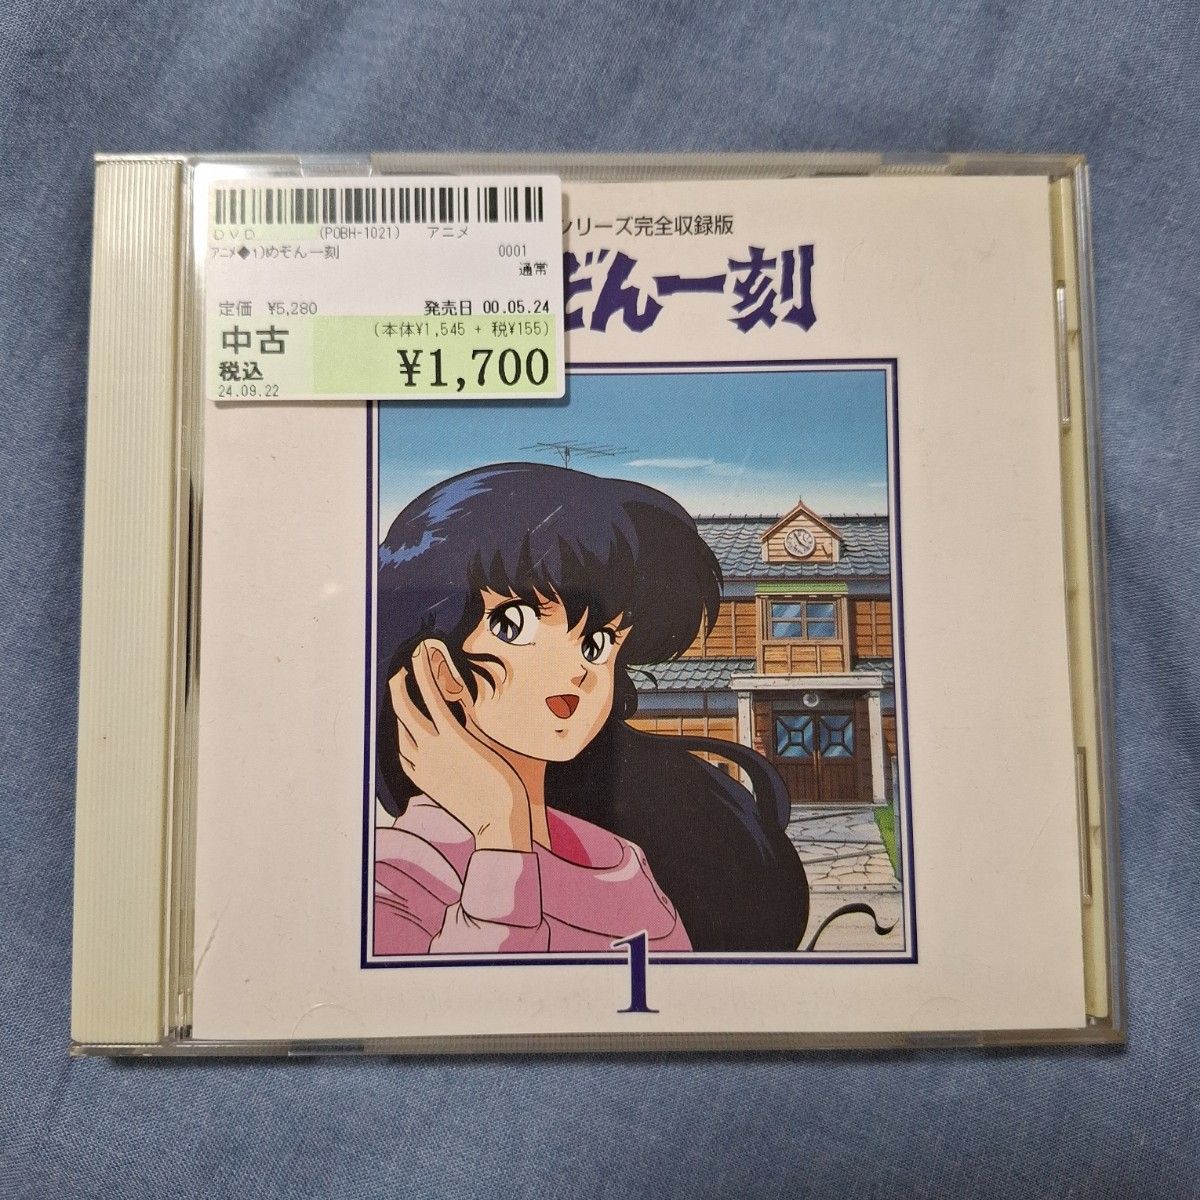 DVD (POBH-1021) アニメ
アニメ◆1)めぞん一刻
0001
通常
定価 ¥5,280 発売日 00.05.24
中古 (本体¥1,545 + 税¥155)
税込 ¥1,700
24.09.22
シリーズ完全収録版
ぞん一刻
1